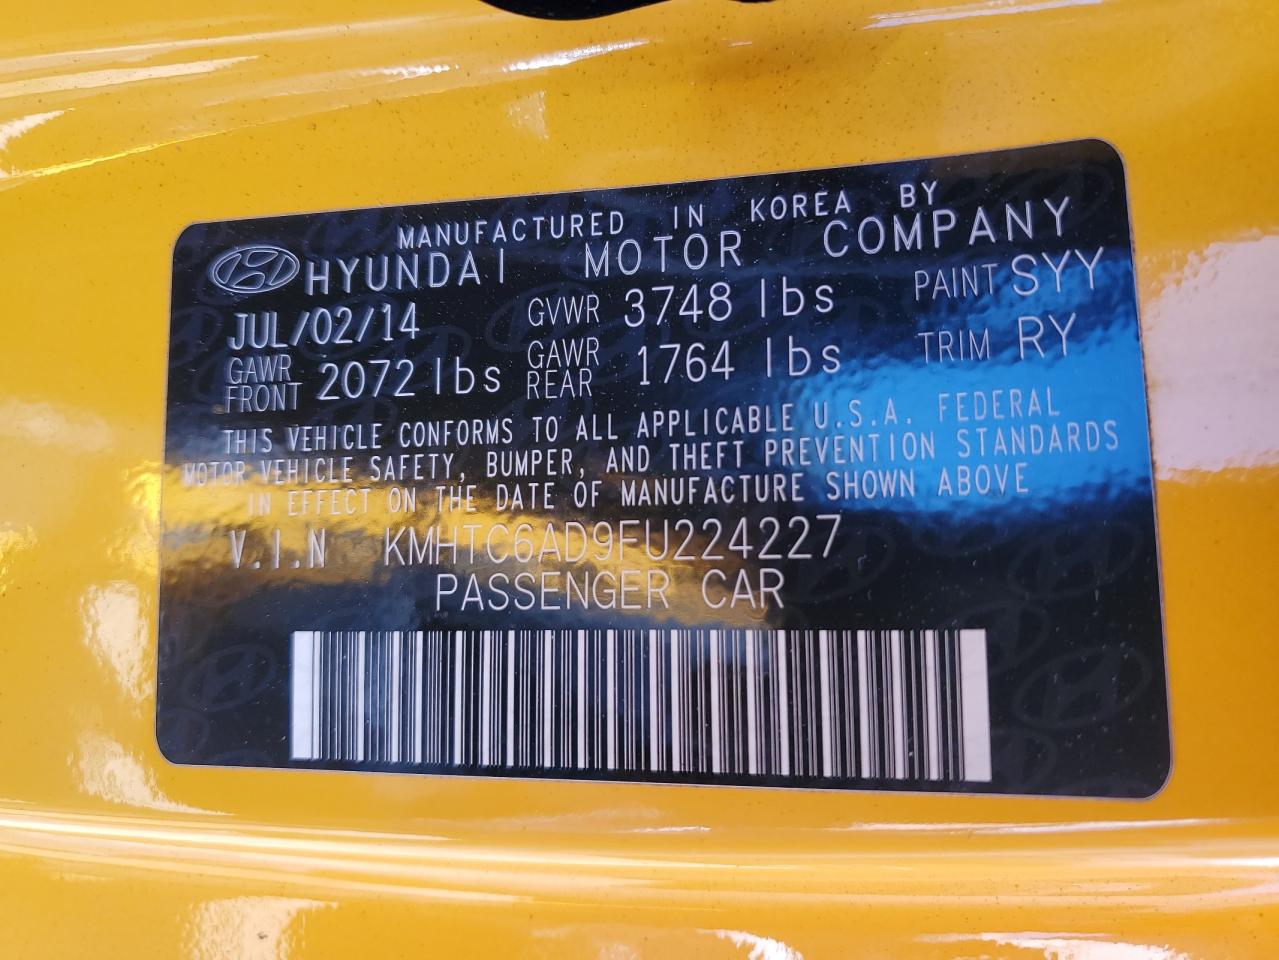 MANUFACTURED IN KOREA BY
HYUNDAI MOTOR COMPANY
JUL/02/14 GVWR 3748 lbs PAINT SYY
GAWR FRONT 2072 lbs GAWR REAR 1764 lbs TRIM RY
THIS VEHICLE CONFORMS TO ALL APPLICABLE U.S.A. FEDERAL
MOTOR VEHICLE SAFETY, BUMPER, AND THEFT PREVENTION STANDARDS
IN EFFECT ON THE DATE OF MANUFACTURE SHOWN ABOVE
V.I.N KMHTC6AD9FU224227
PASSENGER CAR